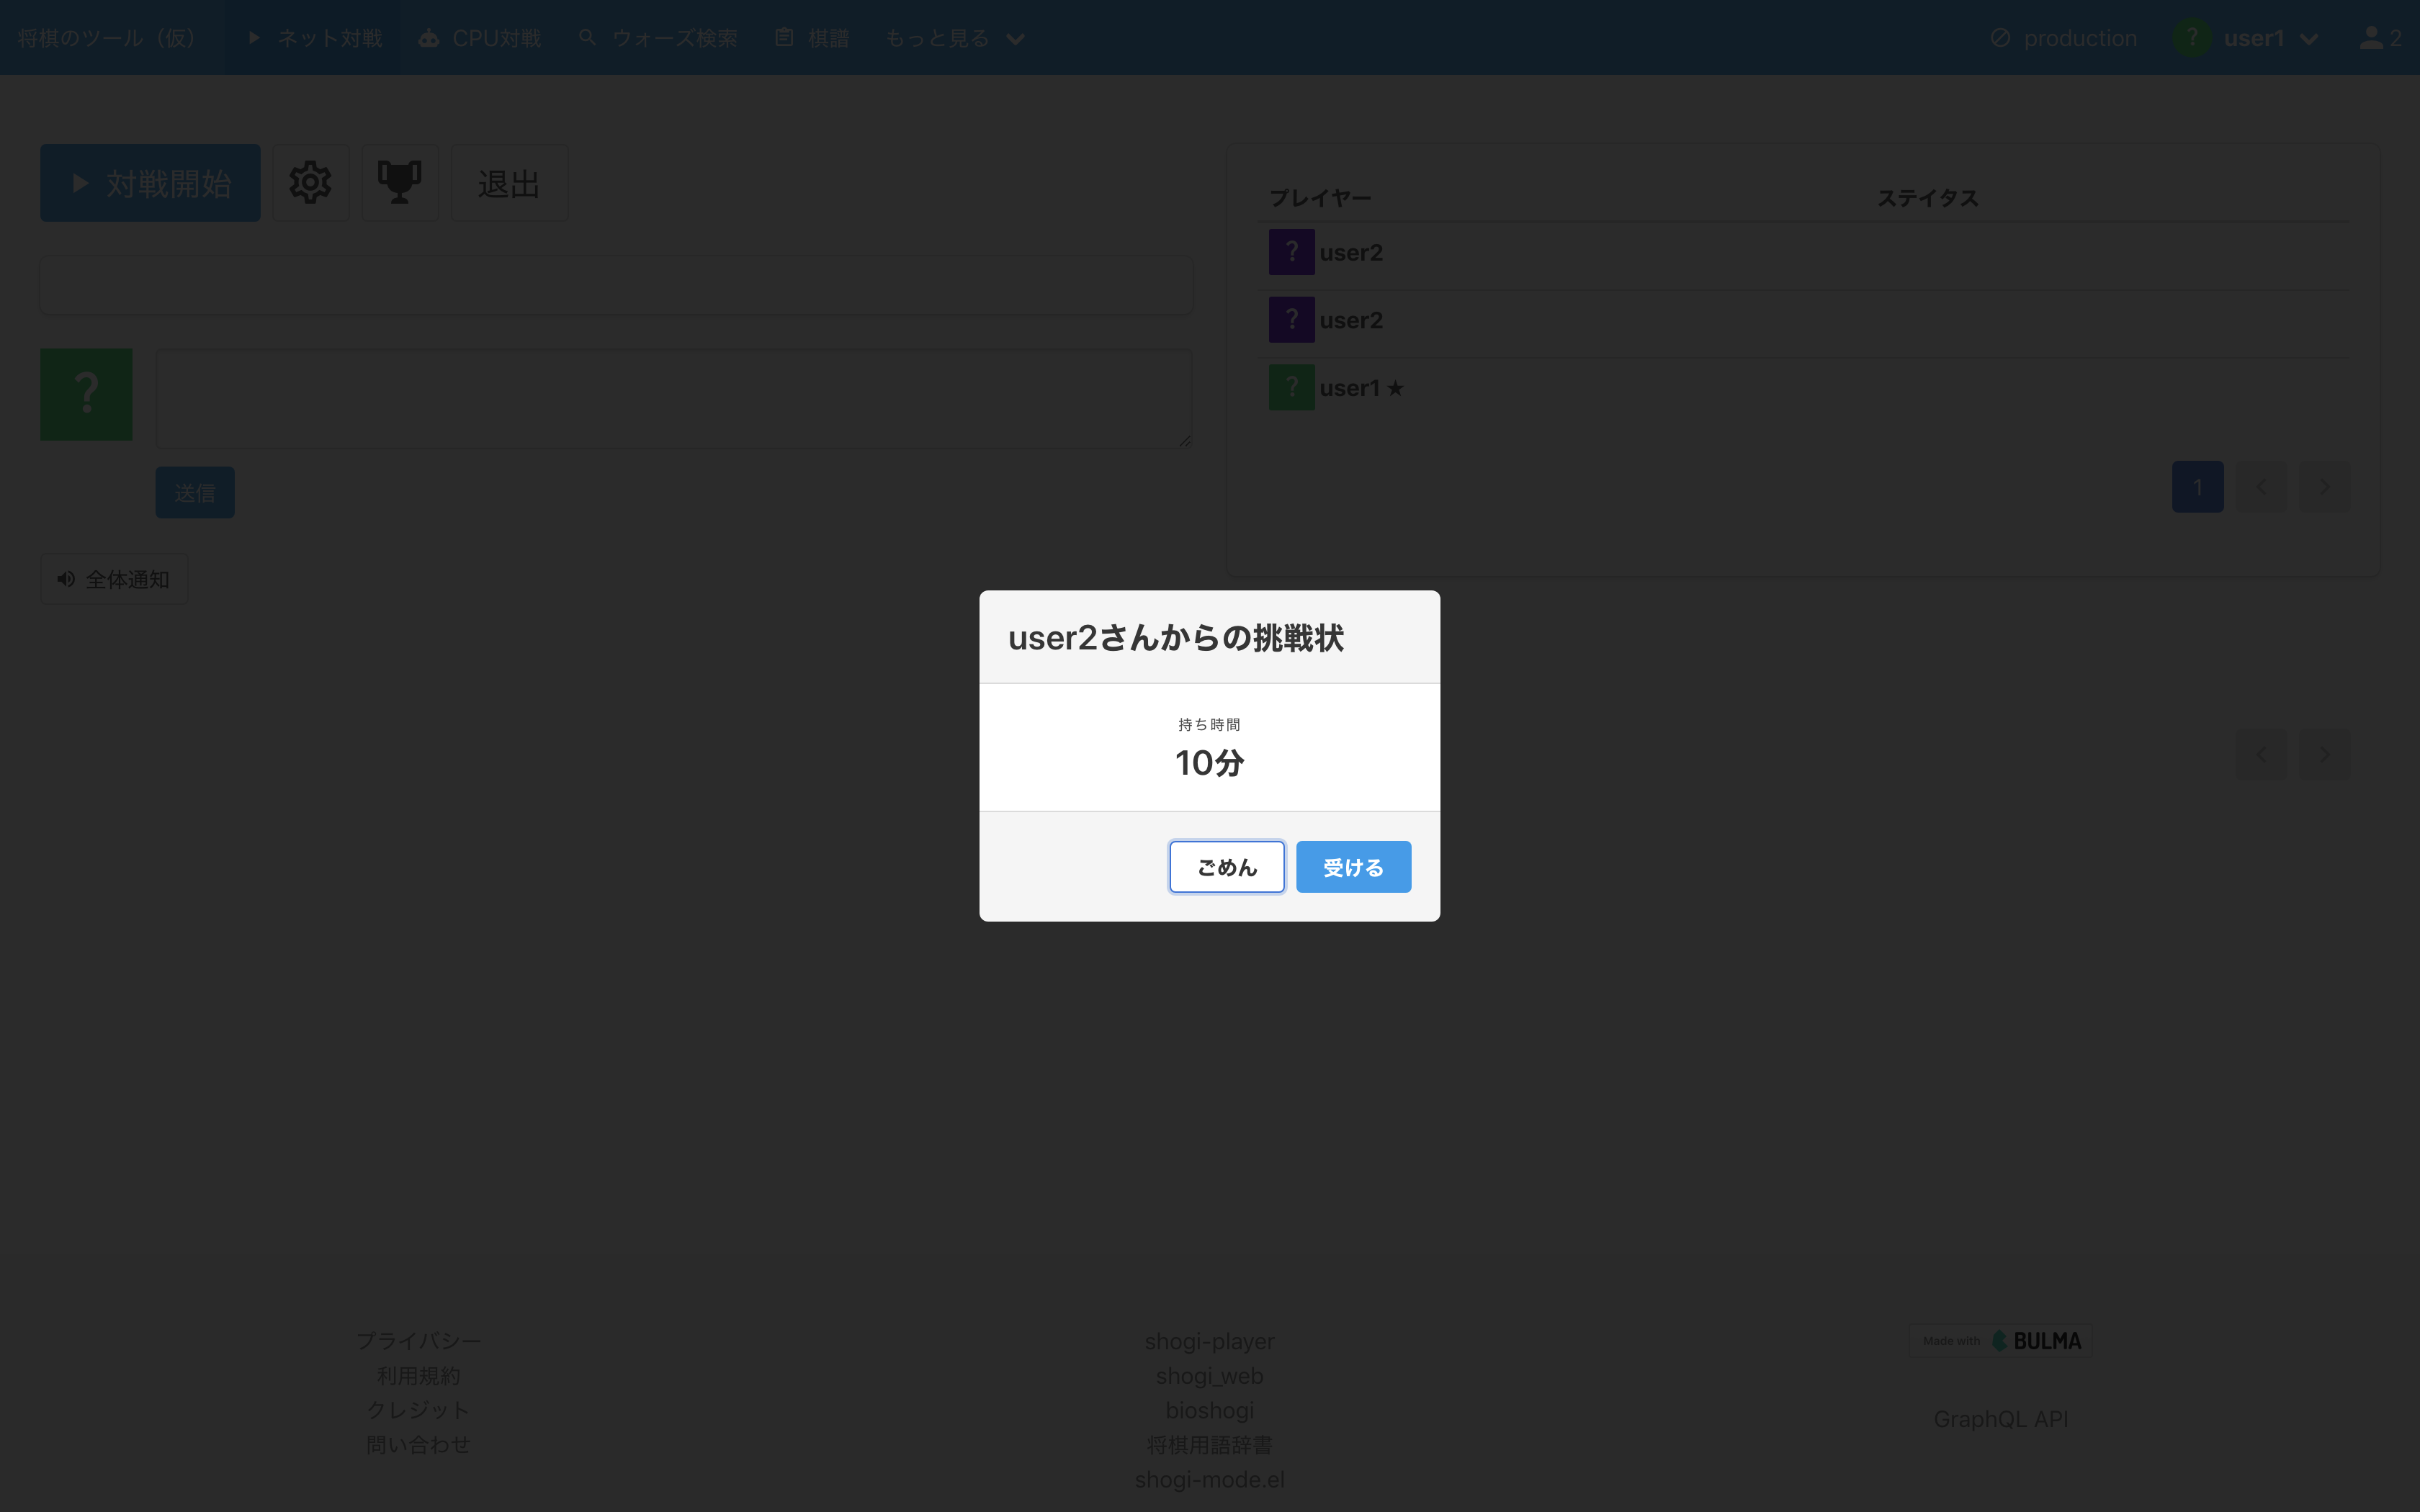 将棋のツール（仮） ネット対戦 CPU対戦 ウォーズ検索 棋譜 もっと見る production ? user1 2
対戦開始 退出
?
送信
全体通知
プレイヤー ステイタス
? user2
? user2
? user1 ★
1
user2さんからの挑戦状
持ち時間
10分
ごめん 受ける
プライバシー
利用規約
クレジット
問い合わせ
shogi-player
shogi_web
bioshogi
将棋用語辞書
shogi-mode.el
Made with BULMA
GraphQL API